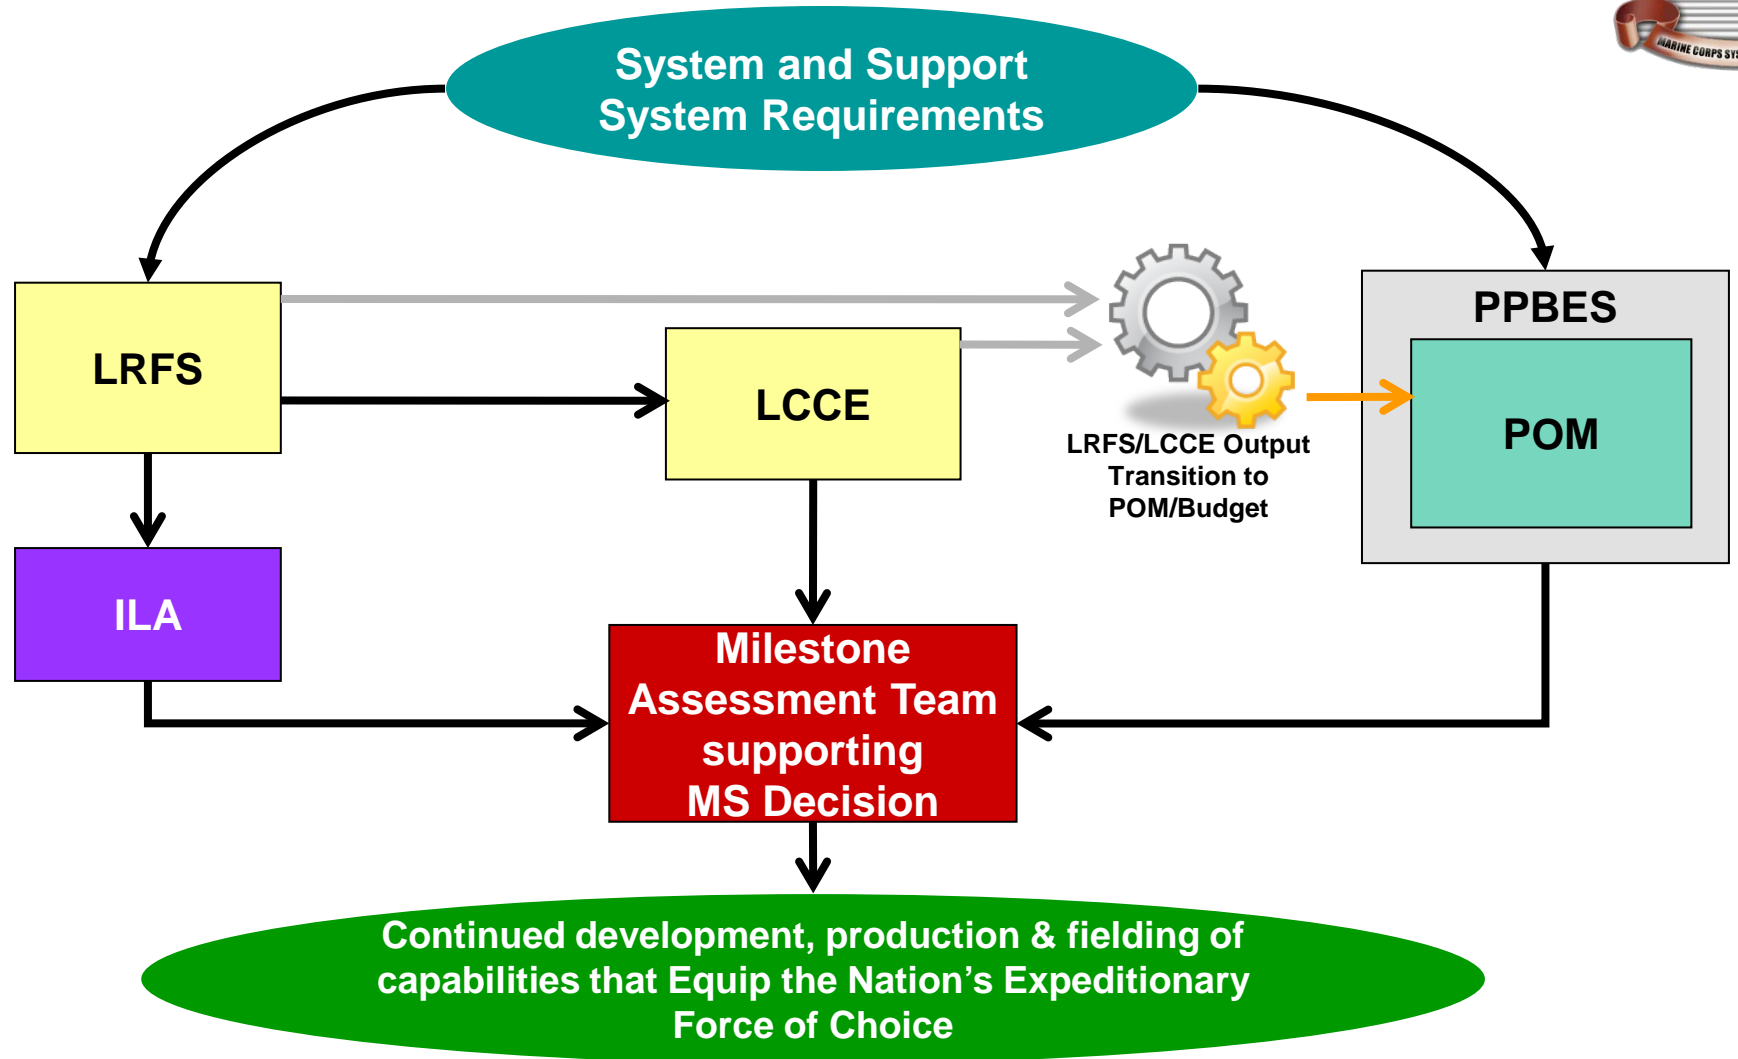 MARINE CORPS
System and Support
System Requirements
PPBES
LRFS
LCCE
POM
LRFS/LCCE Output
Transition to
POM/Budget
ILA
Milestone
Assessment Team
supporting
MS Decision
Continued development, production & fielding of
capabilities that Equip the Nation’s Expeditionary
Force of Choice